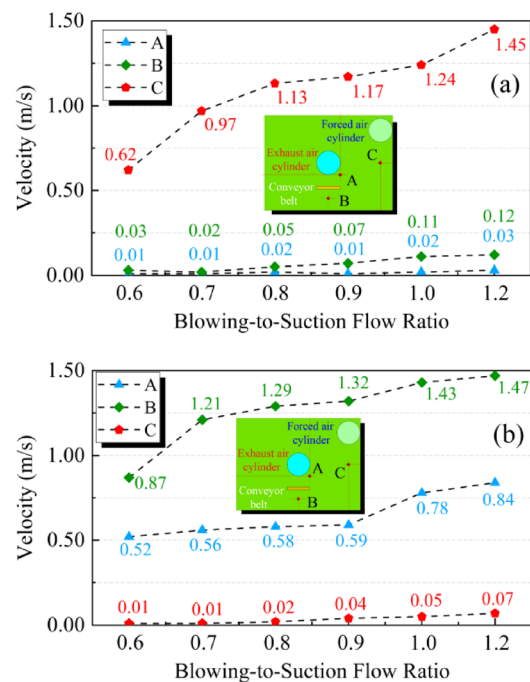 1.50
A
B
C
1.45
(a)
1.24
1.17
1.13
0.97
0.62
Forced air
cylinder
Exhaust air
cylinder
C
A
Conveyor
belt
B
1.00
0.50
0.00
Velocity (m/s)
0.03 0.02 0.05 0.07 0.11 0.12
0.01 0.01 0.02 0.01 0.02 0.03
0.6 0.7 0.8 0.9 1.0 1.2
Blowing-to-Suction Flow Ratio
1.50
A
B
C
1.47
1.43
1.32
1.29
1.21
(b)
0.87
Forced air
cylinder
Exhaust air
cylinder
A
C
Conveyor
belt
B
1.00
0.50
0.00
Velocity (m/s)
0.52 0.56 0.58 0.59 0.78 0.84
0.01 0.01 0.02 0.04 0.05 0.07
0.6 0.7 0.8 0.9 1.0 1.2
Blowing-to-Suction Flow Ratio